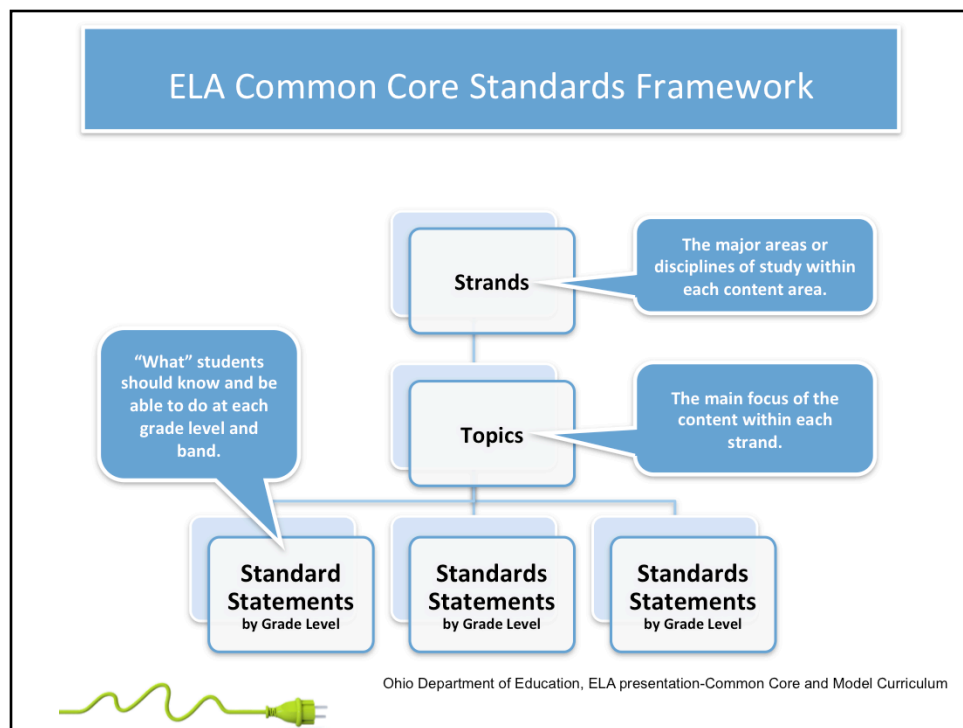 ELA Common Core Standards Framework
Strands
The major areas or
disciplines of study within
each content area.
“What” students
should know and be
able to do at each
grade level and
band.
Topics
The main focus of the
content within each
strand.
Standard
Statements
by Grade Level
Standards
Statements
by Grade Level
Standards
Statements
by Grade Level
Ohio Department of Education, ELA presentation-Common Core and Model Curriculum